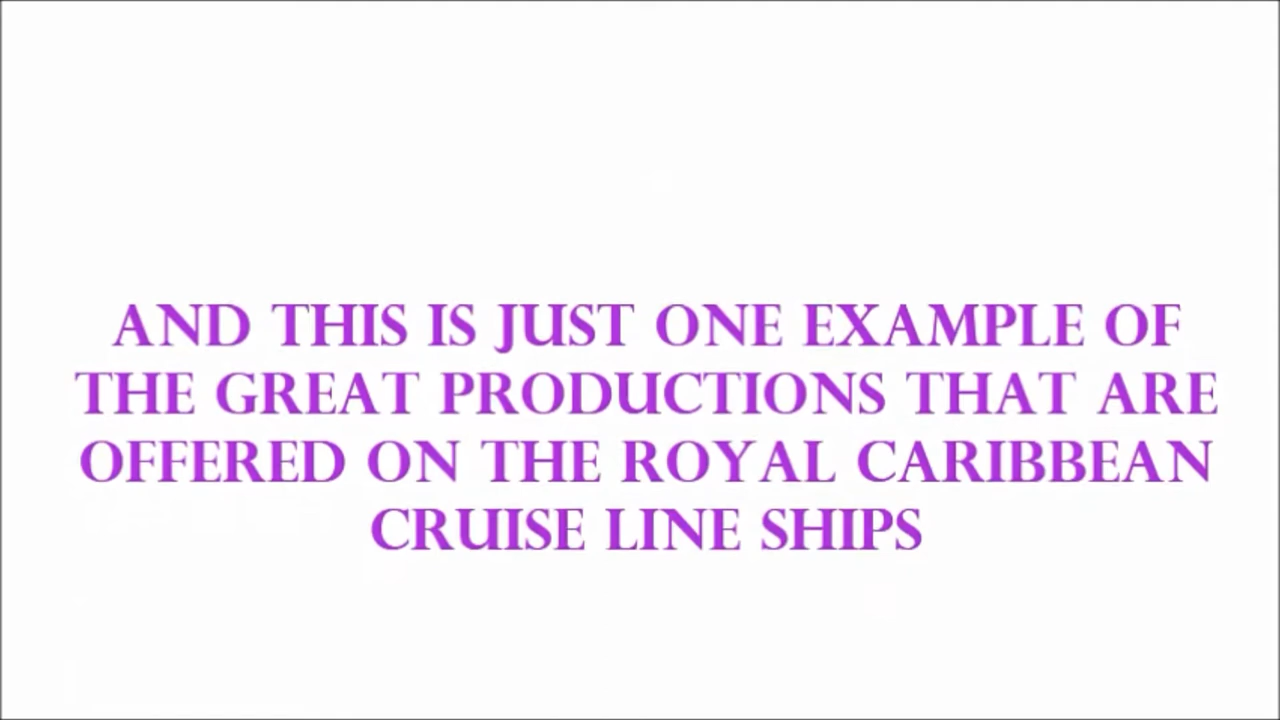 AND THIS IS JUST ONE EXAMPLE OF
THE GREAT PRODUCTIONS THAT ARE
OFFERED ON THE ROYAL CARIBBEAN
CRUISE LINE SHIPS